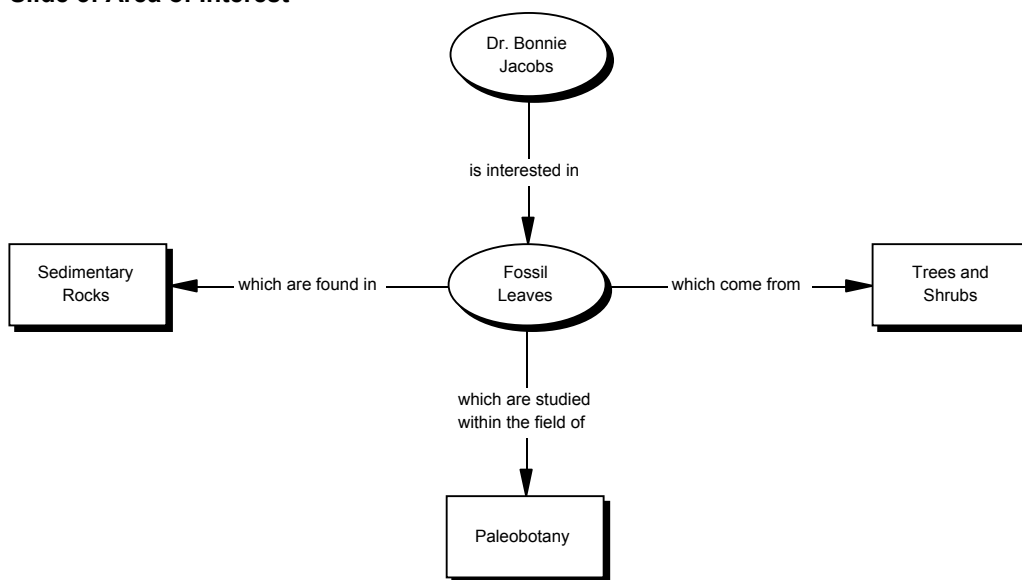 Area of Interest
Dr. Bonnie
Jacobs
is interested in
Sedimentary
Rocks
which are found in
Fossil
Leaves
which come from
Trees and
Shrubs
which are studied
within the field of
Paleobotany